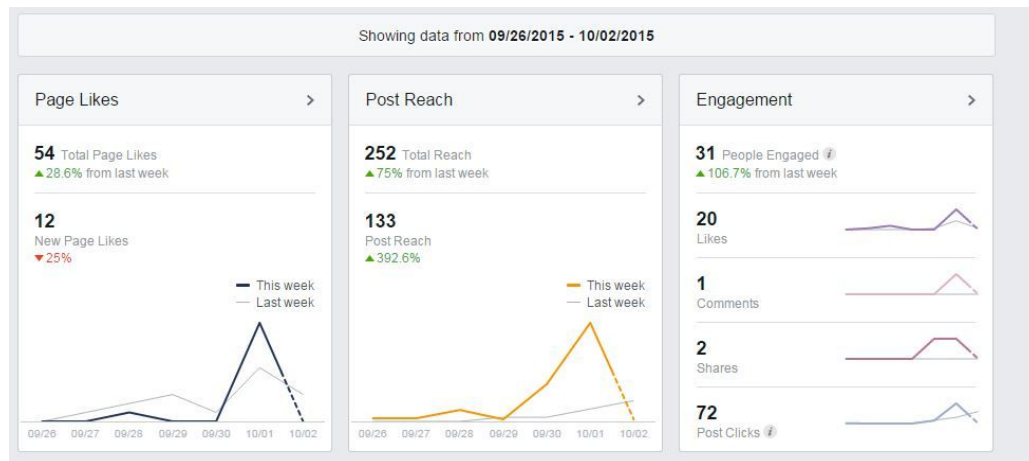 Showing data from 09/26/2015 - 10/02/2015
Page Likes
54 Total Page Likes
28.6% from last week
12
New Page Likes
25%
This week
Last week
09/26 09/27 09/28 09/29 09/30 10/01 10/02
Post Reach
252 Total Reach
75% from last week
133
Post Reach
392.6%
This week
Last week
09/26 09/27 09/28 09/29 09/30 10/01 10/02
Engagement
31 People Engaged i
106.7% from last week
20
Likes
1
Comments
2
Shares
72
Post Clicks i